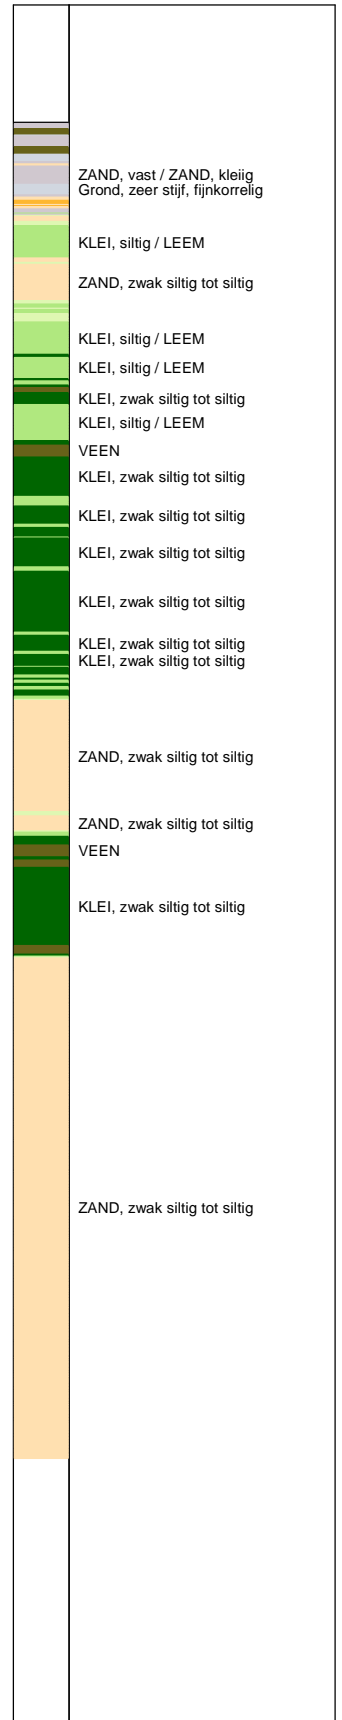 ZAND, vast / ZAND, kleiig
Grond, zeer stijf, fijnkorrelig
KLEI, siltig / LEEM
ZAND, zwak siltig tot siltig
KLEI, siltig / LEEM
KLEI, siltig / LEEM
KLEI, zwak siltig tot siltig
KLEI, siltig / LEEM
VEEN
KLEI, zwak siltig tot siltig
KLEI, zwak siltig tot siltig
KLEI, zwak siltig tot siltig
KLEI, zwak siltig tot siltig
KLEI, zwak siltig tot siltig
KLEI, zwak siltig tot siltig
ZAND, zwak siltig tot siltig
ZAND, zwak siltig tot siltig
VEEN
KLEI, zwak siltig tot siltig
ZAND, zwak siltig tot siltig